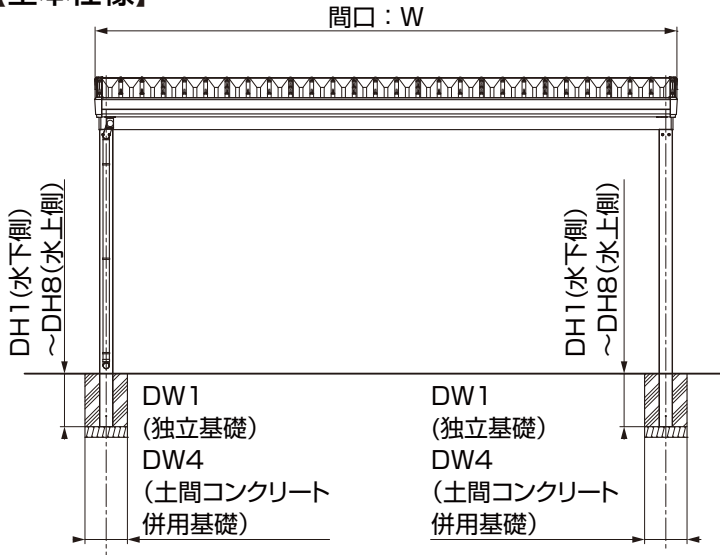 【基本仕様】
間口：W
DH1(水下側)
～DH8(水上側)
DH1(水下側)
～DH8(水上側)
DW1
(独立基礎)
DW4
(土間コンクリート
併用基礎)
DW1
(独立基礎)
DW4
(土間コンクリート
併用基礎)